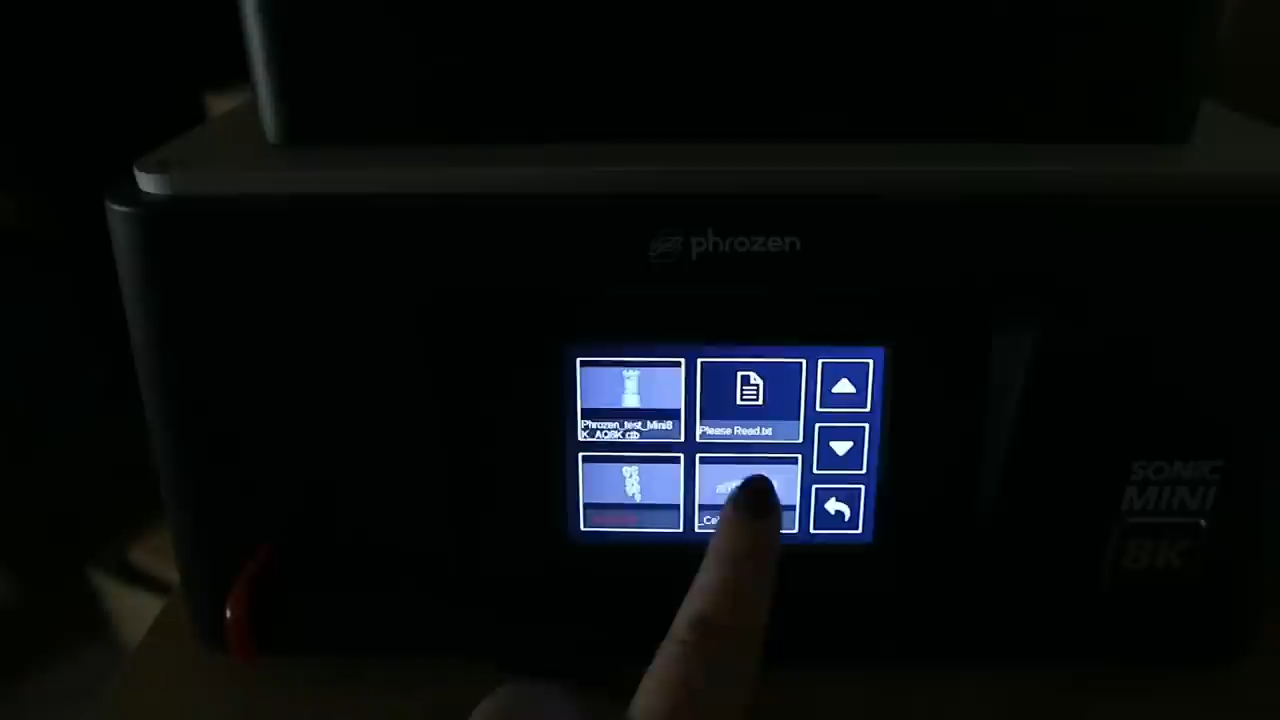 phrozen
Phrozen_test_Mini8
K_AQ8K.ctb
Please Read.txt
SONIC
MINI
8K